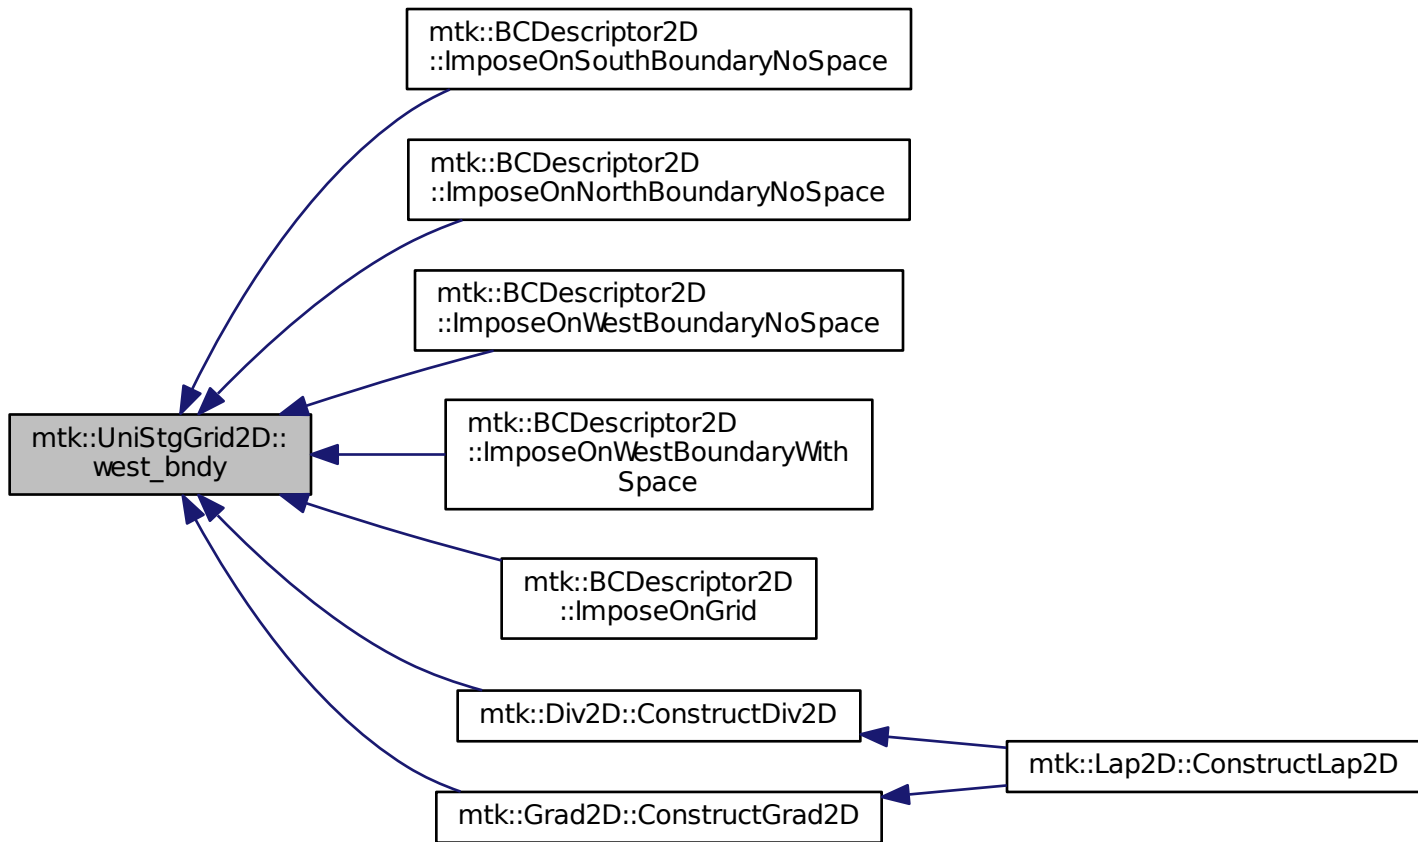 mtk::BCDescriptor2D
::ImposeOnSouthBoundaryNoSpace
mtk::BCDescriptor2D
::ImposeOnNorthBoundaryNoSpace
mtk::BCDescriptor2D
::ImposeOnWestBoundaryNoSpace
mtk::UniStgGrid2D::
west_bndy
mtk::BCDescriptor2D
::ImposeOnWestBoundaryWith
Space
mtk::BCDescriptor2D
::ImposeOnGrid
mtk::Div2D::ConstructDiv2D
mtk::Lap2D::ConstructLap2D
mtk::Grad2D::ConstructGrad2D